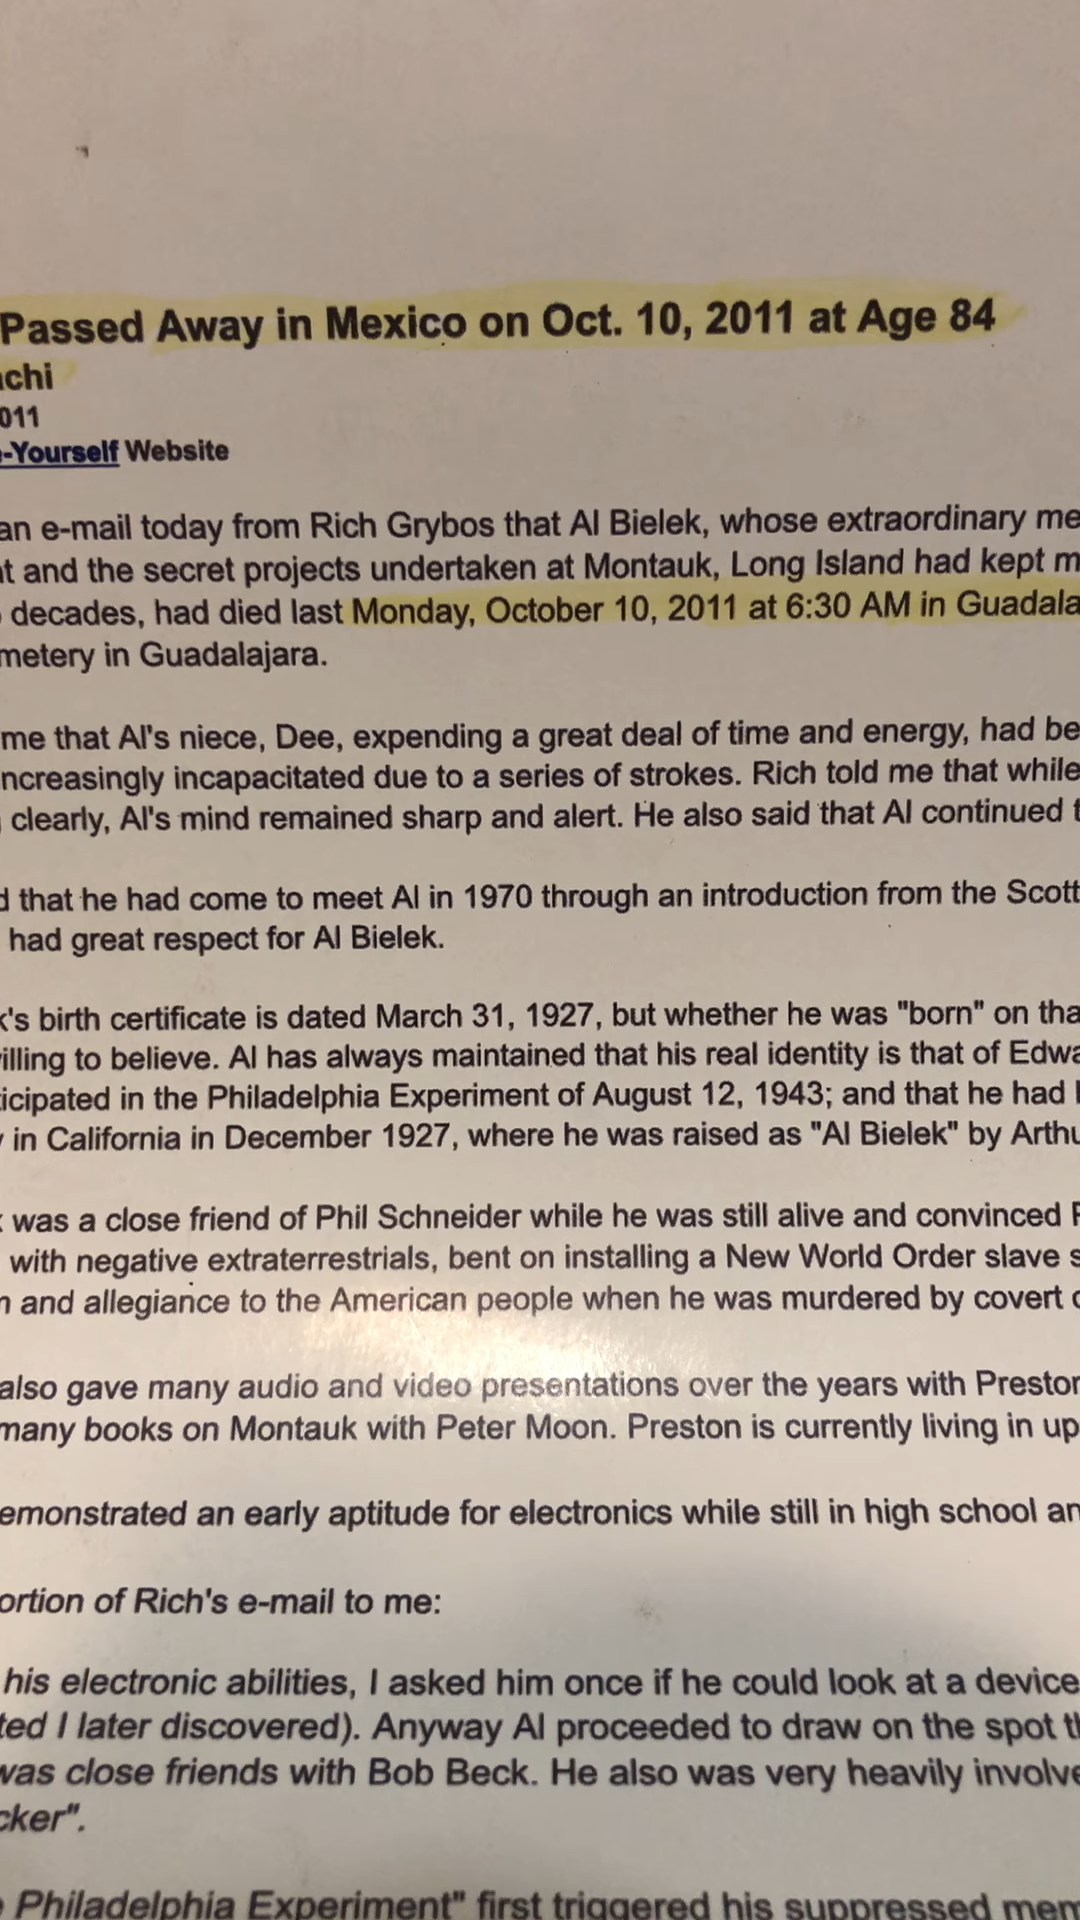 Passed Away in Mexico on Oct. 10, 2011 at Age 84
achi
011
-Yourself Website
an e-mail today from Rich Grybos that Al Bielek, whose extraordinary me
t and the secret projects undertaken at Montauk, Long Island had kept m
decades, had died last Monday, October 10, 2011 at 6:30 AM in Guadala
metery in Guadalajara.
me that Al's niece, Dee, expending a great deal of time and energy, had be
ncreasingly incapacitated due to a series of strokes. Rich told me that while
clearly, Al's mind remained sharp and alert. He also said that Al continued t
d that he had come to meet Al in 1970 through an introduction from the Scott
had great respect for Al Bielek.
k's birth certificate is dated March 31, 1927, but whether he was "born" on tha
illing to believe. Al has always maintained that his real identity is that of Edwa
ticipated in the Philadelphia Experiment of August 12, 1943; and that he had
in California in December 1927, where he was raised as "Al Bielek" by Arthu
was a close friend of Phil Schneider while he was still alive and convinced P
with negative extraterrestrials, bent on installing a New World Order slave s
n and allegiance to the American people when he was murdered by covert
also gave many audio and video presentations over the years with Preston
many books on Montauk with Peter Moon. Preston is currently living in up
emonstrated an early aptitude for electronics while still in high school an
ortion of Rich's e-mail to me:
his electronic abilities, I asked him once if he could look at a device
ted I later discovered). Anyway Al proceeded to draw on the spot th
was close friends with Bob Beck. He also was very heavily involve
cker".
Philadelphia Experiment" first triggered his suppressed mem